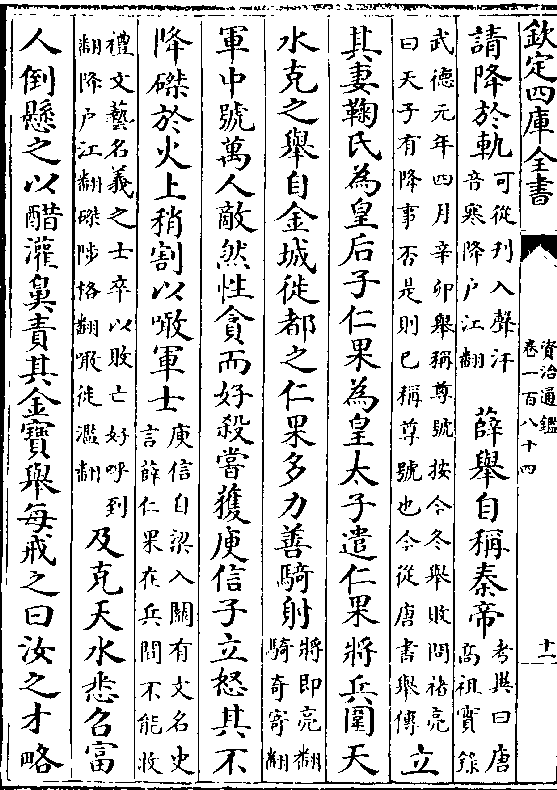 欽定四庫全書
資治通鑑
卷一百八十四
十一
請降於軌可從刋入聲汗音寒降户江翻薛舉自稱秦帝考異曰唐高祖實錄
武德元年四月辛卯舉稱尊號按今冬舉敗問禇亮曰天子有降事否是則已稱尊號也今從唐書舉傳立
其妻鞠氏為皇后子仁果為皇太子遣仁果將兵圍天
水克之舉自金城徙都之仁果多力善騎射將即亮翻騎奇寄翻
軍中號萬人敵然性貪而好殺嘗獲庾信子立怒其不
降磔於火上稍割以噉軍士庾信自梁入關有文名史言薛仁果在兵間不能收
禮文藝名義之士卒以敗亡好呼到翻降户江翻磔陟格翻噉徒濫翻及克天水悉召富
人倒懸之以醋灌鼻責其金寶舉每戒之曰汝之才略